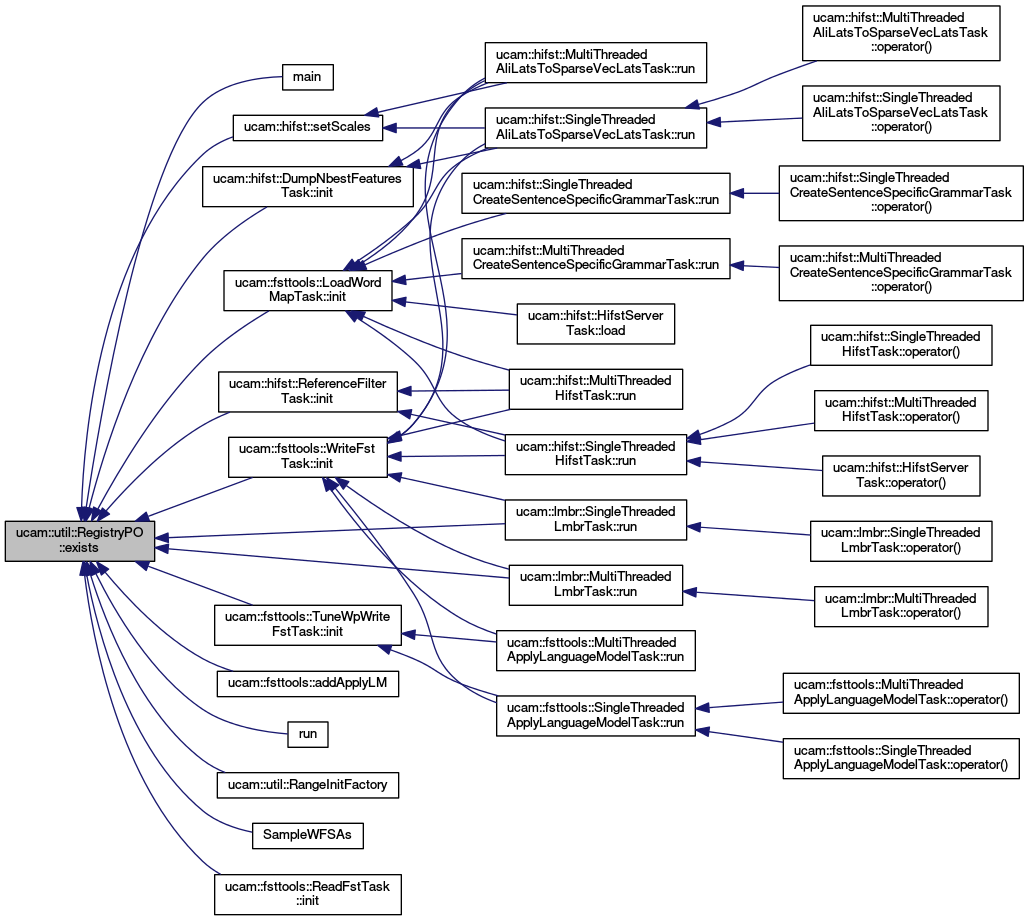 ucam::util::RegistryPO
::exists
main
ucam::hifst::setScales
ucam::hifst::DumpNbestFeatures
Task::init
ucam::fsttools::LoadWord
MapTask::init
ucam::hifst::ReferenceFilter
Task::init
ucam::fsttools::WriteFst
Task::init
ucam::fsttools::TuneWpWrite
FstTask::init
ucam::fsttools::addApplyLM
run
ucam::util::RangeInitFactory
SampleWFSAs
ucam::fsttools::ReadFstTask
::init
ucam::hifst::MultiThreaded
AliLatsToSparseVecLatsTask::run
ucam::hifst::SingleThreaded
AliLatsToSparseVecLatsTask::run
ucam::hifst::SingleThreaded
CreateSentenceSpecificGrammarTask::run
ucam::hifst::MultiThreaded
CreateSentenceSpecificGrammarTask::run
ucam::hifst::HifstServer
Task::load
ucam::hifst::MultiThreaded
HifstTask::run
ucam::hifst::SingleThreaded
HifstTask::run
ucam::lmbr::SingleThreaded
LmbrTask::run
ucam::lmbr::MultiThreaded
LmbrTask::run
ucam::fsttools::MultiThreaded
ApplyLanguageModelTask::run
ucam::fsttools::SingleThreaded
ApplyLanguageModelTask::run
ucam::hifst::MultiThreaded
AliLatsToSparseVecLatsTask
::operator()
ucam::hifst::SingleThreaded
AliLatsToSparseVecLatsTask
::operator()
ucam::hifst::SingleThreaded
CreateSentenceSpecificGrammarTask
::operator()
ucam::hifst::MultiThreaded
CreateSentenceSpecificGrammarTask
::operator()
ucam::hifst::SingleThreaded
HifstTask::operator()
ucam::hifst::MultiThreaded
HifstTask::operator()
ucam::hifst::HifstServer
Task::operator()
ucam::lmbr::SingleThreaded
LmbrTask::operator()
ucam::lmbr::MultiThreaded
LmbrTask::operator()
ucam::fsttools::MultiThreaded
ApplyLanguageModelTask::operator()
ucam::fsttools::SingleThreaded
ApplyLanguageModelTask::operator()